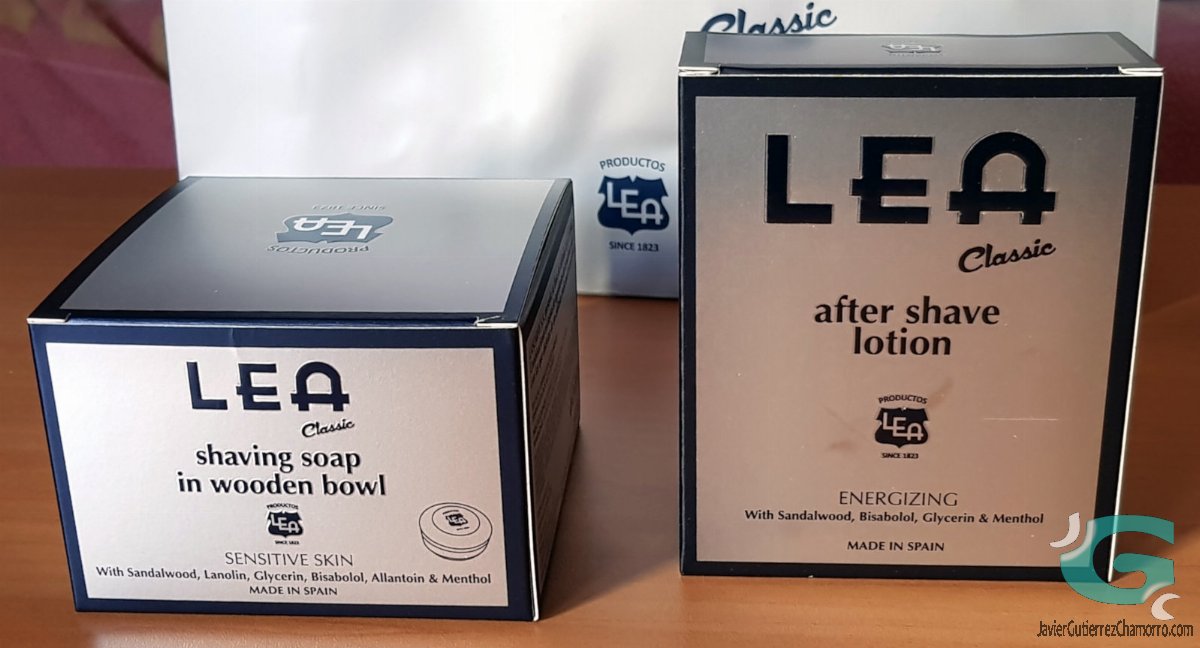 Classic
PRODUCTOS
LEA
SINCE 1823
PRODUCTOS
LEA
SINCE 1823
LEA
Classic
shaving soap
in wooden bowl
PRODUCTOS
LEA
SINCE 1823
SENSITIVE SKIN
With Sandalwood, Lanolin, Glycerin, Bisabolol, Allantoin & Menthol
MADE IN SPAIN
LEA
LEA
Classic
after shave
lotion
PRODUCTOS
LEA
SINCE 1823
ENERGIZING
With Sandalwood, Bisabolol, Glycerin & Menthol
MADE IN SPAIN
G
JavierGutierrezChamorro.com